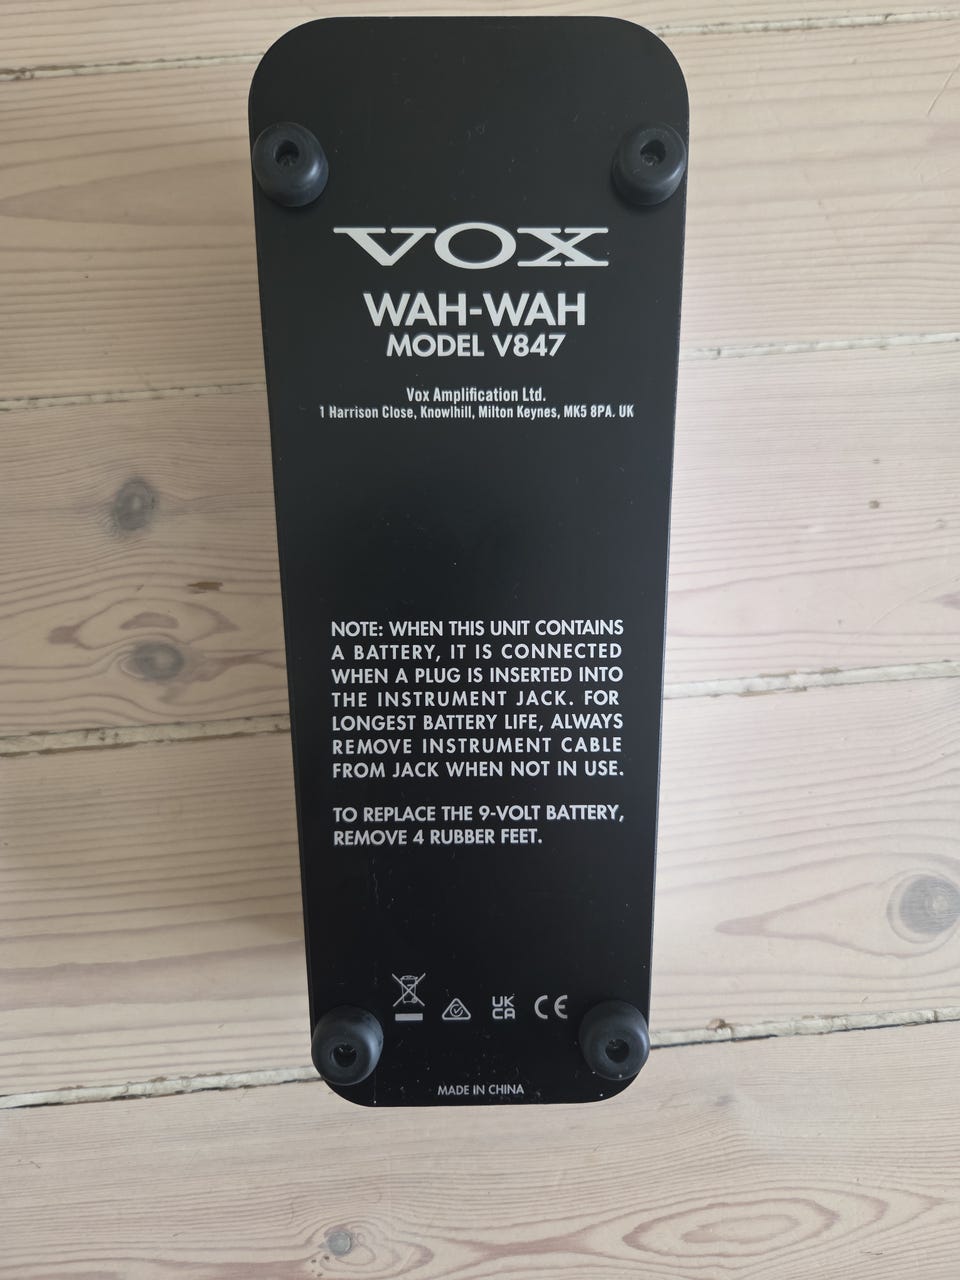 VOX
WAH-WAH
MODEL V847
Vox Amplification Ltd.
1 Harrison Close, Knowlhill, Milton Keynes, MK5 8PA. UK
NOTE: WHEN THIS UNIT CONTAINS
A BATTERY, IT IS CONNECTED
WHEN A PLUG IS INSERTED INTO
THE INSTRUMENT JACK. FOR
LONGEST BATTERY LIFE, ALWAYS
REMOVE INSTRUMENT CABLE
FROM JACK WHEN NOT IN USE.
TO REPLACE THE 9-VOLT BATTERY,
REMOVE 4 RUBBER FEET.
UK
CA
CE
MADE IN CHINA